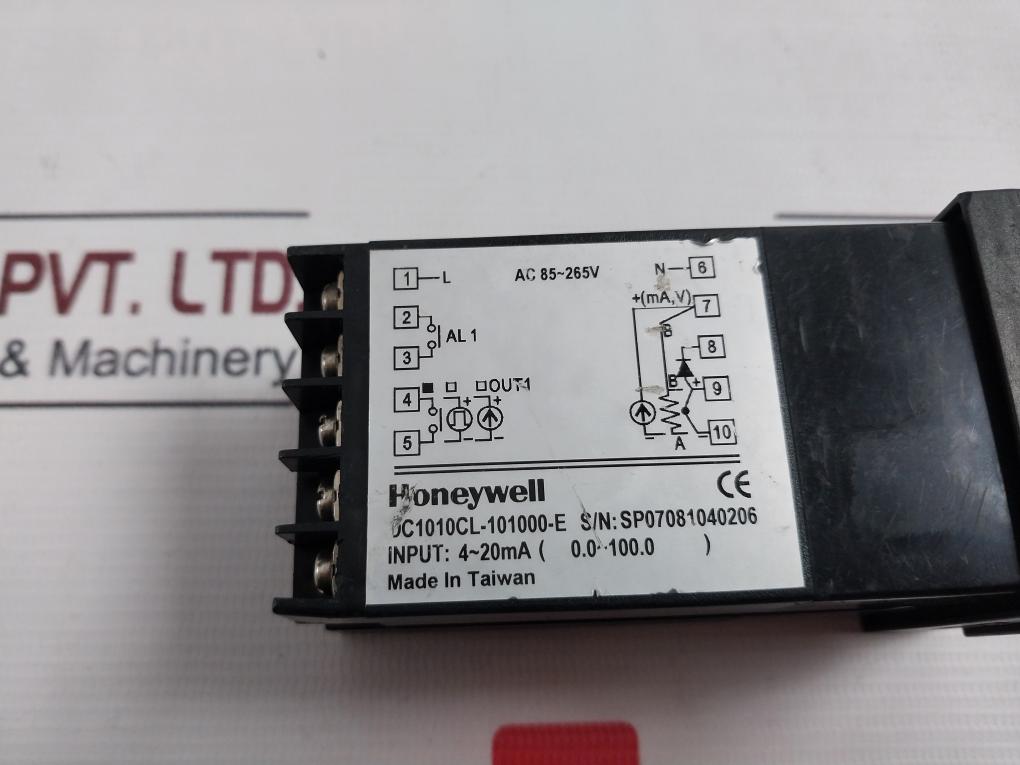 PVT. LTD.
& Machinery
1 L AC 85~265V N 6
+(mA,V) 7
2
AL 1
3
B
8
4 OUT1
+ +
B + 9
5
- - - A 10
Honeywell CE
DC1010CL-101000-E S/N: SP07081040206
INPUT: 4~20mA ( 0.0~100.0 )
Made In Taiwan